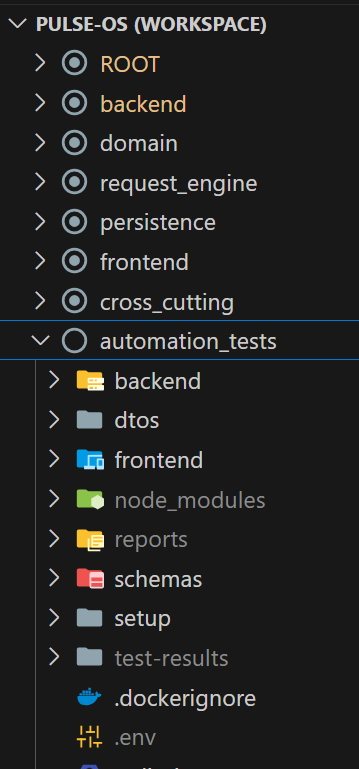 PULSE-OS (WORKSPACE)
ROOT
backend
domain
request_engine
persistence
frontend
cross_cutting
automation_tests
backend
dtos
frontend
node_modules
reports
schemas
setup
test-results
.dockerignore
.env